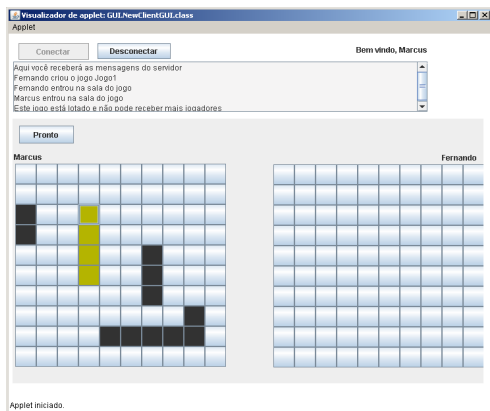 Visualizador de applet: GUI.NewClientGUI.class
Applet
Conectar
Desconectar
Bem vindo, Marcus
Aqui você receberá as mensagens do servidor
Fernando criou o jogo Jogo1
Fernando entrou na sala do jogo
Marcus entrou na sala do jogo
Este jogo está lotado e não pode receber mais jogadores
Pronto
Marcus
Fernando
Applet iniciado.